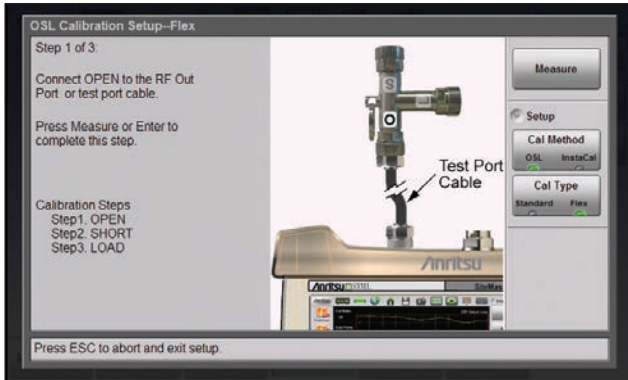 OSL Calibration Setup--Flex
Step 1 of 3:
Connect OPEN to the RF Out
Port or test port cable.
Press Measure or Enter to
complete this step.
Calibration Steps
Step1. OPEN
Step2. SHORT
Step3. LOAD
S
L
O
Test Port
Cable
Anritsu
Anritsu
SiteMas
Measure
Setup
Cal Method
OSL InstaCal
Cal Type
Standard Flex
Press ESC to abort and exit setup.